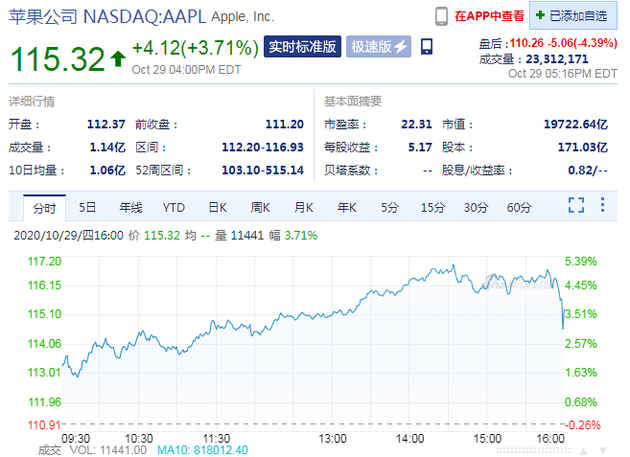 苹果公司 NASDAQ:AAPL Apple, Inc.
在APP中查看 + 已添加自选
115.32 +4.12(+3.71%) 实时标准版 极速版
Oct 29 04:00PM EDT
盘后：110.26 -5.06(-4.39%)
成交量：23,312,171
Oct 29 05:16PM EDT
详细行情 基本面摘要
开盘： 112.37 前收盘： 111.20 市盈率： 22.31 市值： 19722.64亿
成交量： 1.14亿 区间： 112.20-116.93 每股收益： 5.17 股本： 171.03亿
10日均量： 1.06亿 52周区间： 103.10-515.14 贝塔系数： -- 股息/收益率： 0.82/--
分时 5日 年线 YTD 日K 周K 月K 年K 5分 15分 30分 60分
2020/10/29/四16:00 价 115.32 均 -- 量 11441 幅 3.71%
117.20 5.39%
116.15 4.45%
115.10 3.51%
114.06 2.57%
113.01 1.63%
111.96 0.68%
110.91 -0.26%
09:30 10:30 11:30 13:00 14:00 15:00 16:00
成交 VOL: 11441.00 MA10: 818012.40